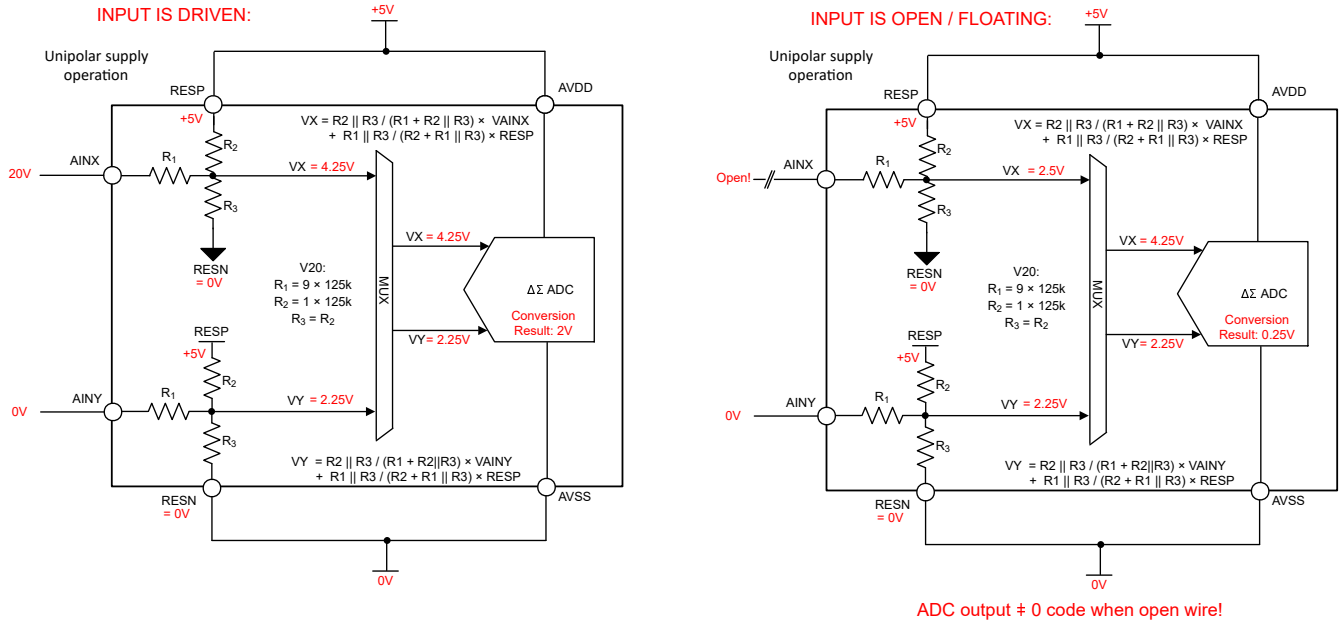 INPUT IS DRIVEN:
+5V
Unipolar supply
operation
RESP
AVDD
+5V
VX = R2 || R3 / (R1 + R2 || R3) × VAINX
+ R1 || R3 / (R2 + R1 || R3) × RESP
R2
AINX
R1
20V
VX = 4.25V
R3
VX = 4.25V
RESN
= 0V
V20:
R1 = 9 × 125k
R2 = 1 × 125k
R3 = R2
MUX
ΔΣ ADC
Conversion
Result: 2V
RESP
+5V
VY = 2.25V
R2
AINY
R1
0V
VY = 2.25V
R3
VY = R2 || R3 / (R1 + R2||R3) × VAINY
+ R1 || R3 / (R2 + R1 || R3) × RESP
RESN
= 0V
AVSS
0V
INPUT IS OPEN / FLOATING:
+5V
Unipolar supply
operation
RESP
AVDD
+5V
VX = R2 || R3 / (R1 + R2 || R3) × VAINX
+ R1 || R3 / (R2 + R1 || R3) × RESP
R2
AINX
R1
Open!
VX = 2.5V
R3
VX = 4.25V
RESN
= 0V
V20:
R1 = 9 × 125k
R2 = 1 × 125k
R3 = R2
MUX
ΔΣ ADC
Conversion
Result: 0.25V
RESP
+5V
VY = 2.25V
R2
AINY
R1
0V
VY = 2.25V
R3
VY = R2 || R3 / (R1 + R2||R3) × VAINY
+ R1 || R3 / (R2 + R1 || R3) × RESP
RESN
= 0V
AVSS
0V
ADC output ‡ 0 code when open wire!